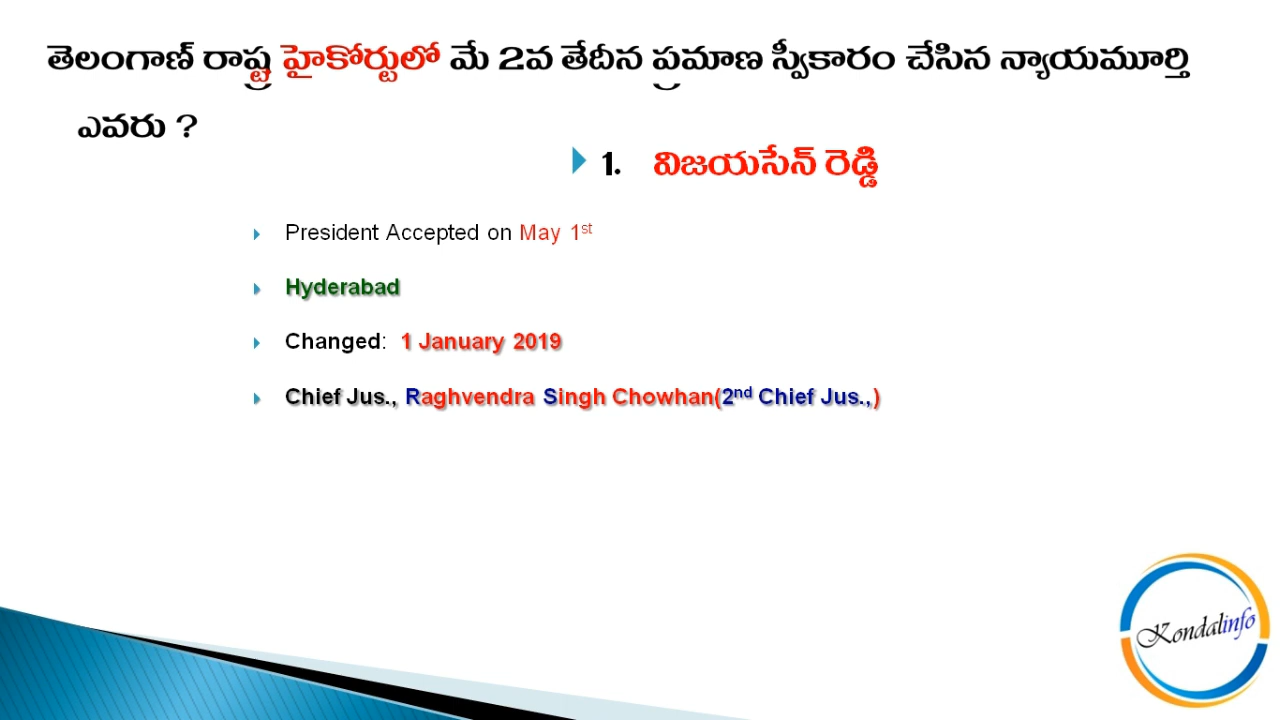 తెలంగాణ్ రాష్ట్ర హైకోర్టులో మే 2వ తేదీన ప్రమాణ స్వీకారం చేసిన న్యాయమూర్తి
ఎవరు ?
1. విజయసేన్ రెడ్డి
President Accepted on May 1st
Hyderabad
Changed: 1 January 2019
Chief Jus., Raghvendra Singh Chowhan(2nd Chief Jus.,)
Kondalinfo